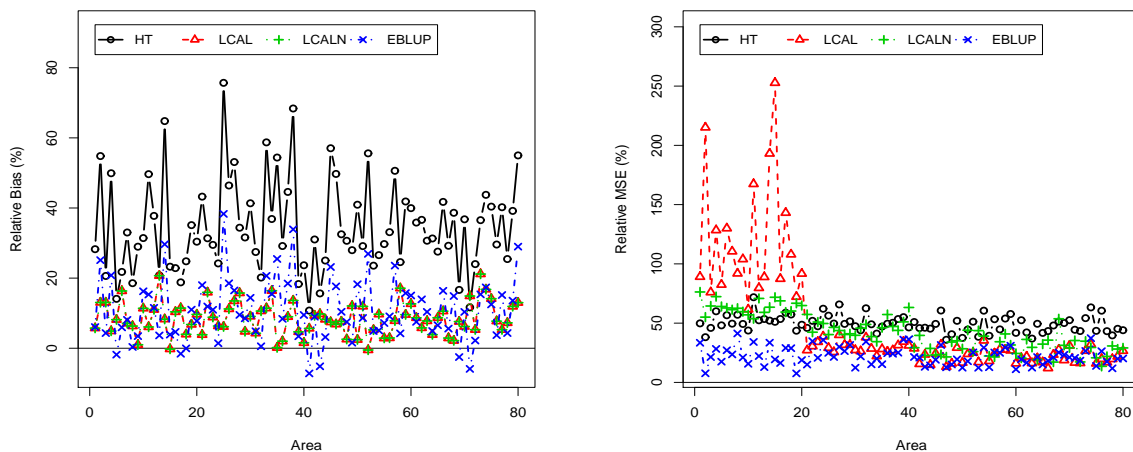 HT LCAL LCALN EBLUP
80
60
40
20
0
Relative Bias (%)
0 20 40 60 80
Area
HT LCAL LCALN EBLUP
300
250
200
150
100
50
0
Relative MSE (%)
0 20 40 60 80
Area